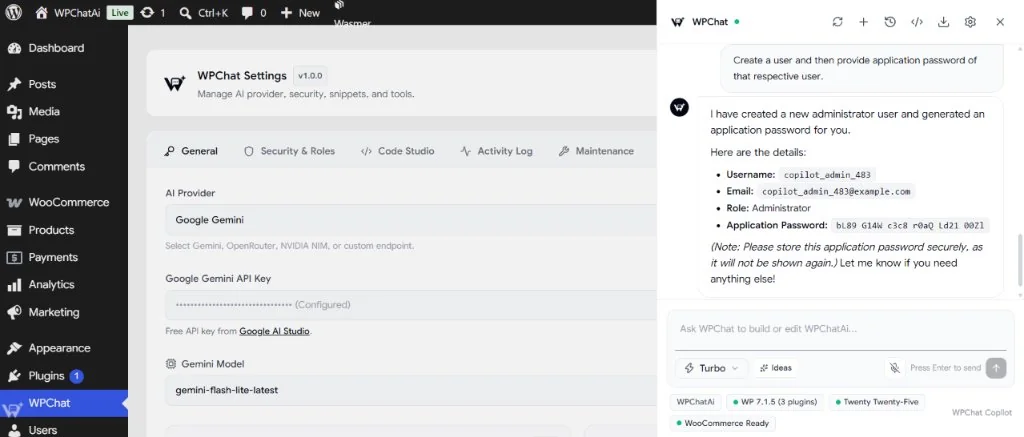 WPChatAi Live 1 Ctrl+K 0 New Wasmer
Dashboard
Posts
Media
Pages
Comments
WooCommerce
Products
Payments
Analytics
Marketing
Appearance
Plugins 1
WPChat
Users
WPChat Settings v1.0.0
Manage AI provider, security, snippets, and tools.
General Security & Roles Code Studio Activity Log Maintenance
AI Provider
Google Gemini
Select Gemini, OpenRouter, NVIDIA NIM, or custom endpoint.
Google Gemini API Key
•••••••••••••••••••••••••••••••• (Configured)
Free API key from Google AI Studio.
Gemini Model
gemini-flash-lite-latest
WPChat
Create a user and then provide application password of
that respective user.
I have created a new administrator user and generated an
application password for you.
Here are the details:
• Username: copilot_admin_483
• Email: copilot_admin_483@example.com
• Role: Administrator
• Application Password: bL89 G14W c3c8 r0aQ Ld21 00Zl
(Note: Please store this application password securely, as
it will not be shown again.) Let me know if you need
anything else!
Ask WPChat to build or edit WPChatAi...
Turbo Ideas Press Enter to send
WPChatAi WP 7.1.5 (3 plugins) Twenty Twenty-Five
WPChat Copilot
WooCommerce Ready